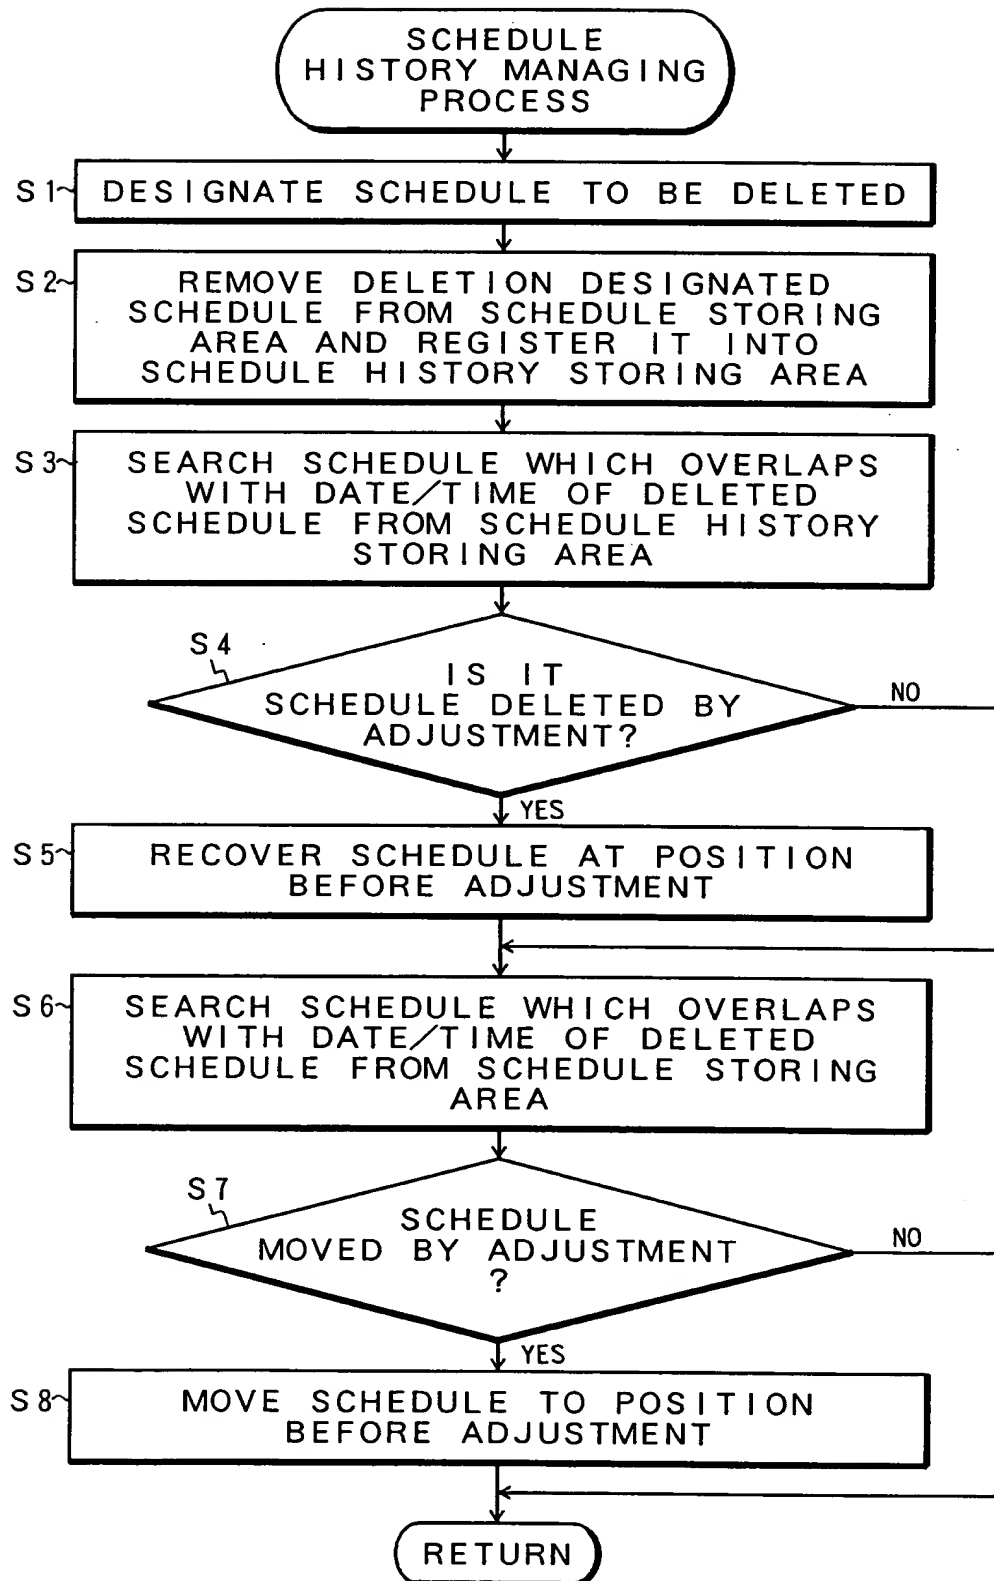 SCHEDULE
HISTORY MANAGING
PROCESS
S1 DESIGNATE SCHEDULE TO BE DELETED
S2
REMOVE DELETION DESIGNATED
SCHEDULE FROM SCHEDULE STORING
AREA AND REGISTER IT INTO
SCHEDULE HISTORY STORING AREA
S3
SEARCH SCHEDULE WHICH OVERLAPS
WITH DATE/TIME OF DELETED
SCHEDULE FROM SCHEDULE HISTORY
STORING AREA
S4
IS IT
SCHEDULE DELETED BY
ADJUSTMENT?
NO
YES
S5
RECOVER SCHEDULE AT POSITION
BEFORE ADJUSTMENT
S6
SEARCH SCHEDULE WHICH OVERLAPS
WITH DATE/TIME OF DELETED
SCHEDULE FROM SCHEDULE STORING
AREA
S7
SCHEDULE
MOVED BY ADJUSTMENT
?
NO
YES
S8
MOVE SCHEDULE TO POSITION
BEFORE ADJUSTMENT
RETURN